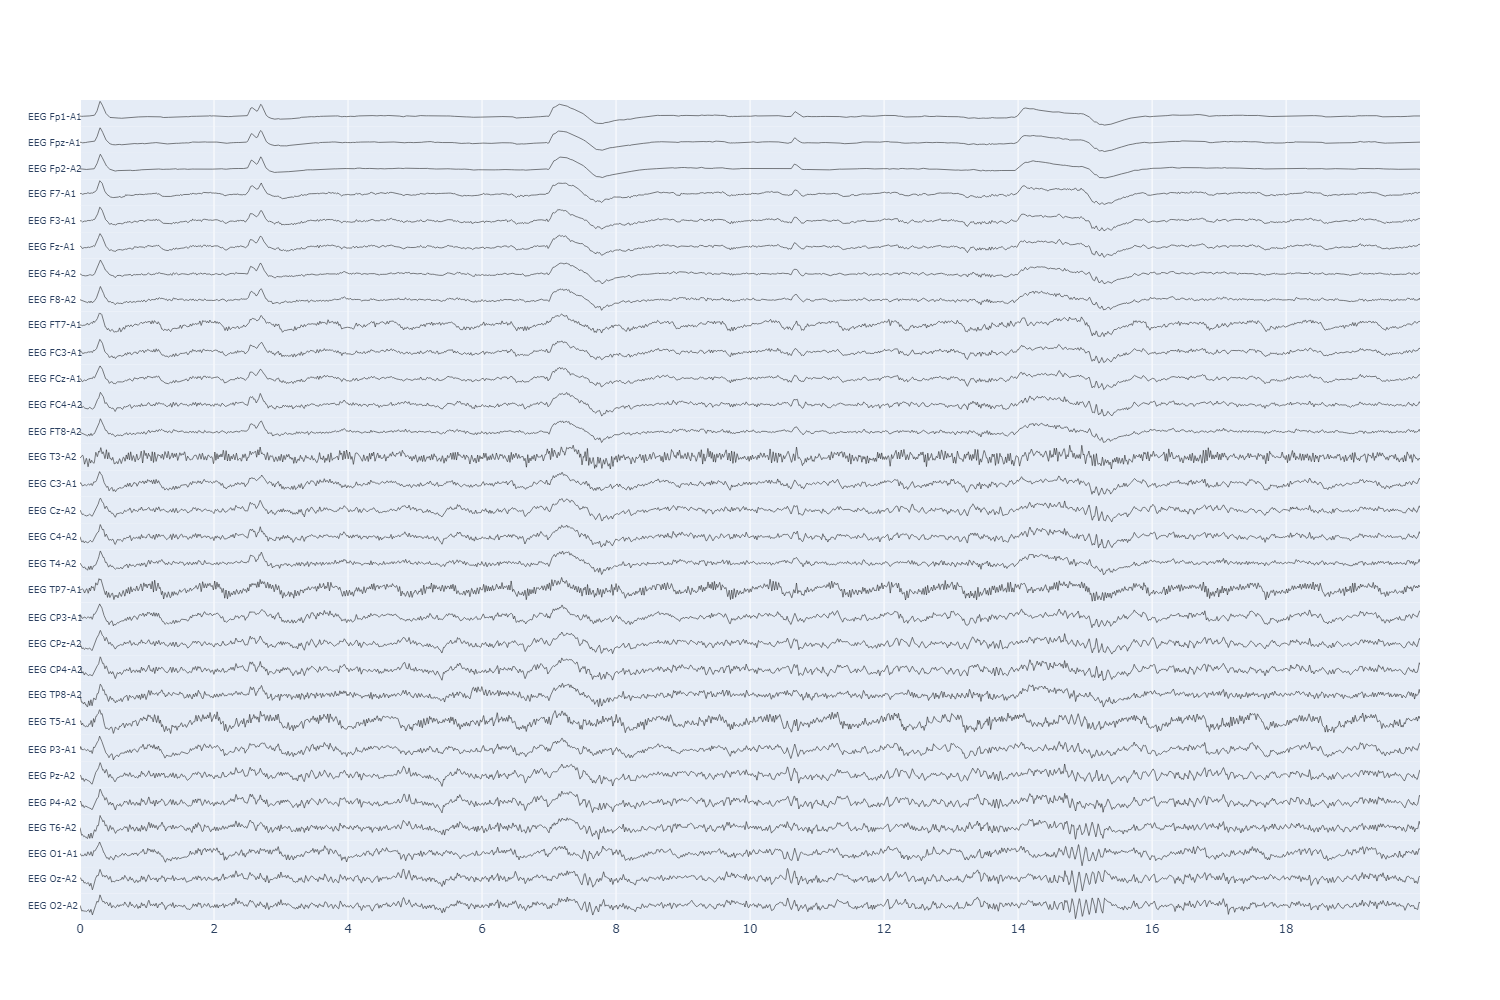 EEG Fp1-A1
EEG Fpz-A1
EEG Fp2-A2
EEG F7-A1
EEG F3-A1
EEG Fz-A1
EEG F4-A2
EEG F8-A2
EEG FT7-A1
EEG FC3-A1
EEG FCz-A1
EEG FC4-A2
EEG FT8-A2
EEG T3-A2
EEG C3-A1
EEG Cz-A2
EEG C4-A2
EEG T4-A2
EEG TP7-A1
EEG CP3-A1
EEG CPz-A2
EEG CP4-A2
EEG TP8-A2
EEG T5-A1
EEG P3-A1
EEG Pz-A2
EEG P4-A2
EEG T6-A2
EEG O1-A1
EEG Oz-A2
EEG O2-A2
0 2 4 6 8 10 12 14 16 18